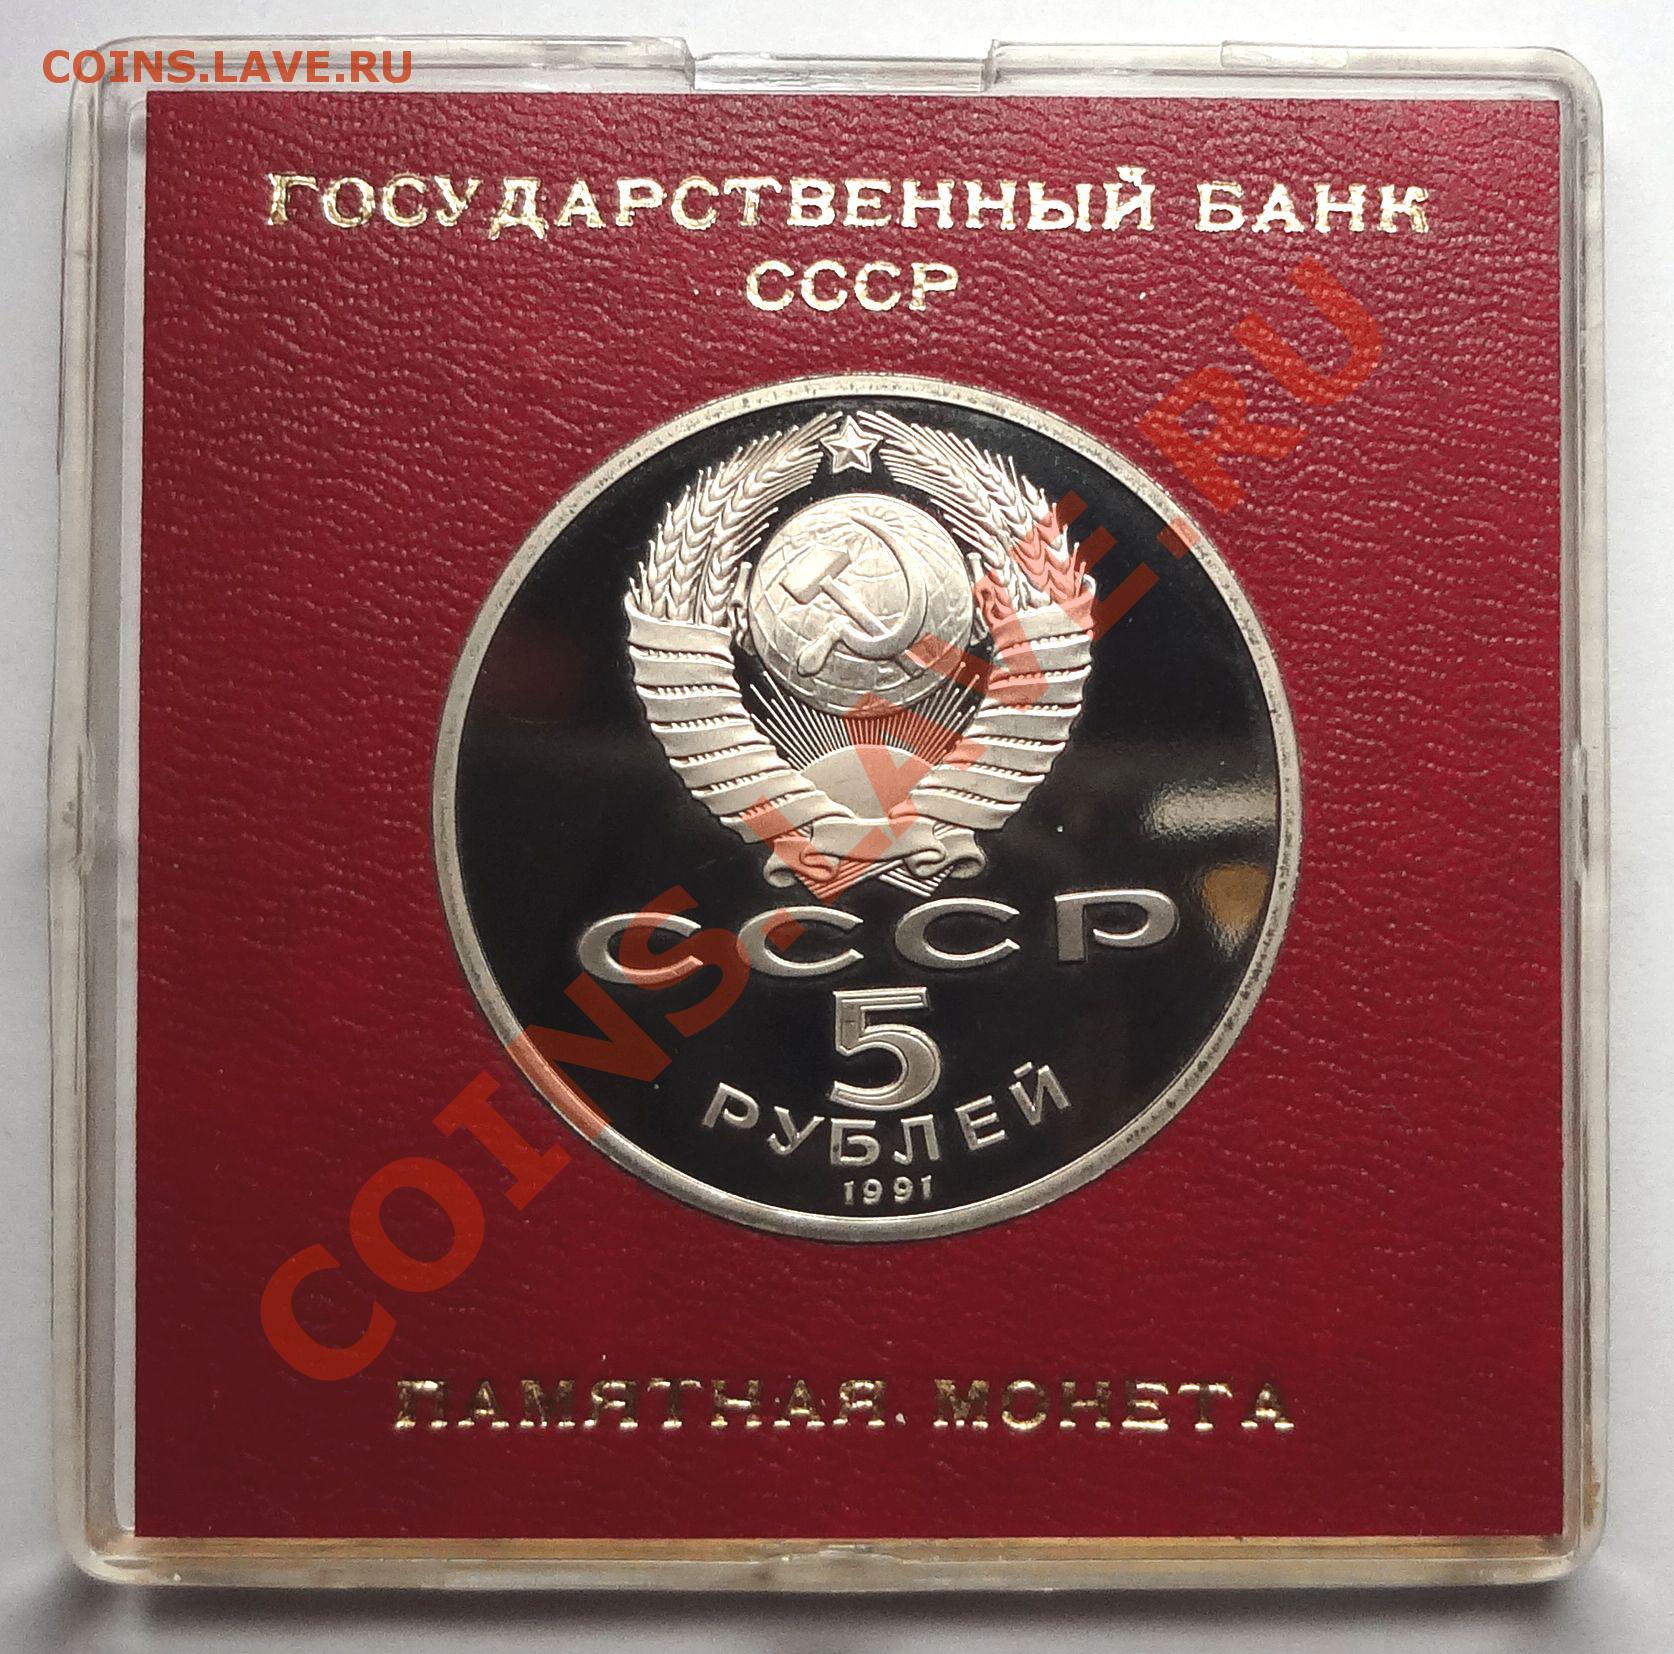 COINS.LAVE.RU
ГОСУДАРСТВЕННЫЙ БАНК
СССР
СССР
5
РУБЛЕЙ
1991
COINS.LAVE.RU
ПАМЯТНАЯ МОНЕТА